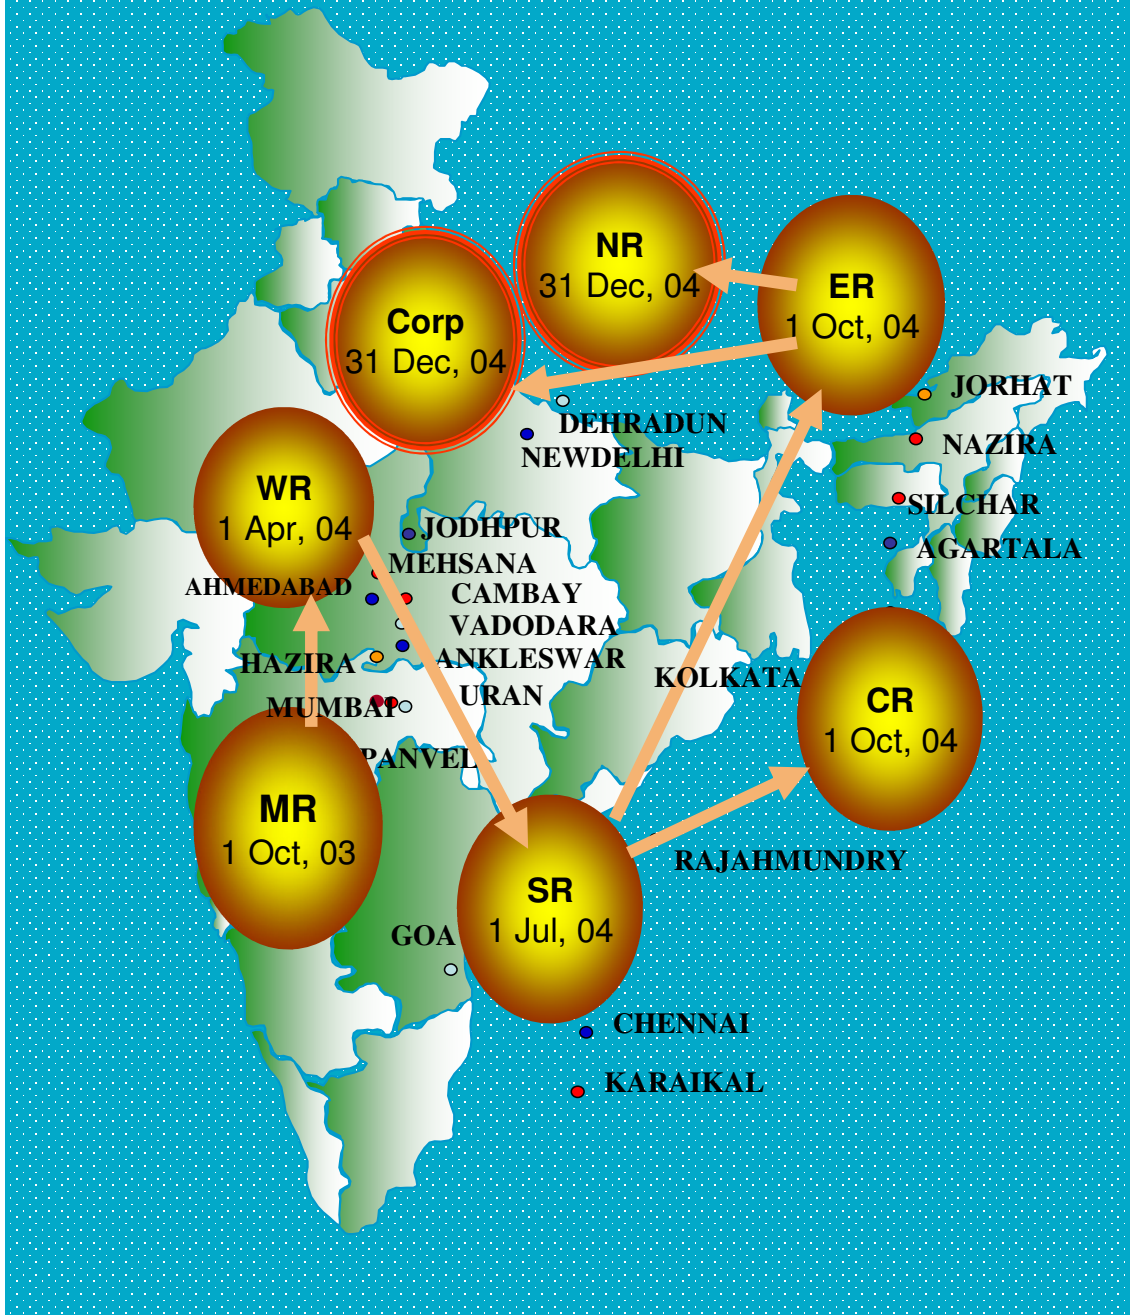 NR
31 Dec, 04
ER
1 Oct, 04
Corp
31 Dec, 04
JORHAT
DEHRADUN
NAZIRA
NEWDELHI
WR
1 Apr, 04
SILCHAR
JODHPUR
AGARTALA
MEHSANA
AHMEDABAD
CAMBAY
VADODARA
HAZIRA
ANKLESWAR
KOLKATA
URAN
MUMBAI
CR
1 Oct, 04
PANVEL
MR
1 Oct, 03
RAJAHMUNDRY
SR
1 Jul, 04
GOA
CHENNAI
KARAIKAL